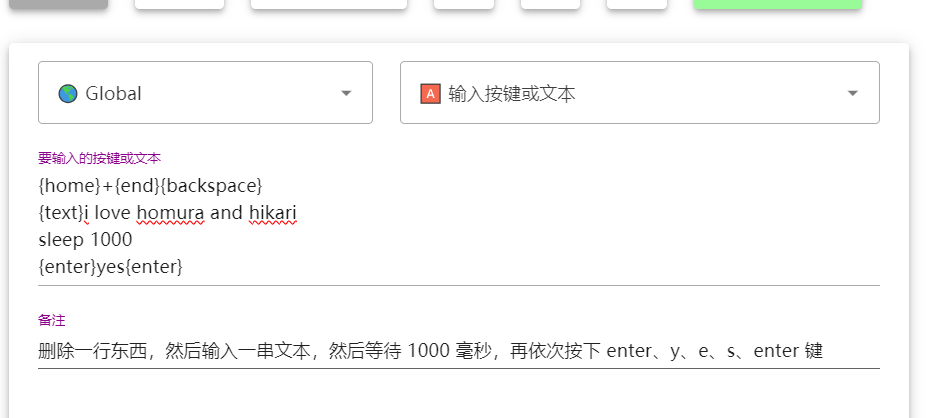 Global
A 输入按键或文本
要输入的按键或文本
{home}+{end}{backspace}
{text}i love homura and hikari
sleep 1000
{enter}yes{enter}
备注
删除一行东西，然后输入一串文本，然后等待 1000 毫秒，再依次按下 enter、y、e、s、enter 键